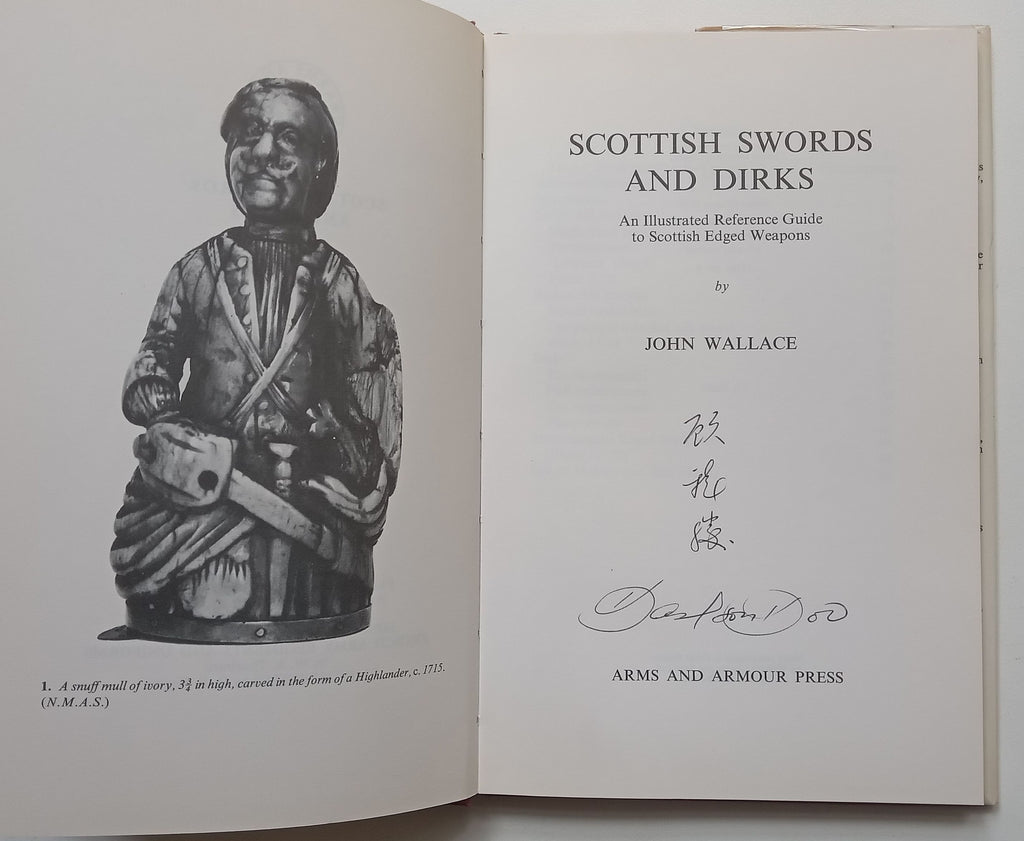 1. A snuff mull of ivory, 3¾ in high, carved in the form of a Highlander, c. 1715.
(N.M.A.S.)
SCOTTISH SWORDS
AND DIRKS
An Illustrated Reference Guide
to Scottish Edged Weapons
by
JOHN WALLACE
顾
ARMS AND ARMOUR PRESS